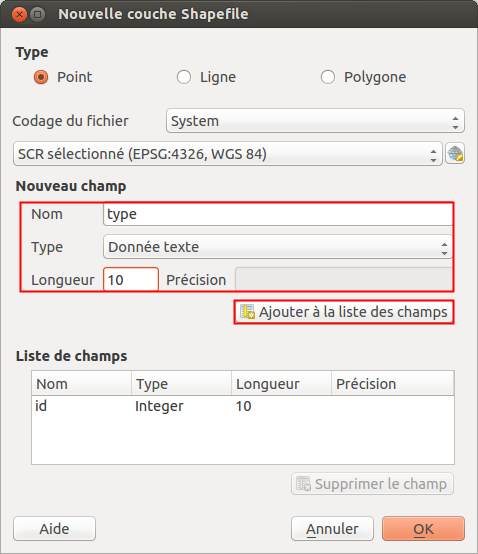 Nouvelle couche Shapefile
Type
Point Ligne Polygone
Codage du fichier System
SCR sélectionné (EPSG:4326, WGS 84)
Nouveau champ
Nom type
Type Donnée texte
Longueur 10 Précision
Ajouter à la liste des champs
Liste de champs
Nom Type Longueur Précision
id Integer 10
Supprimer le champ
Aide Annuler OK